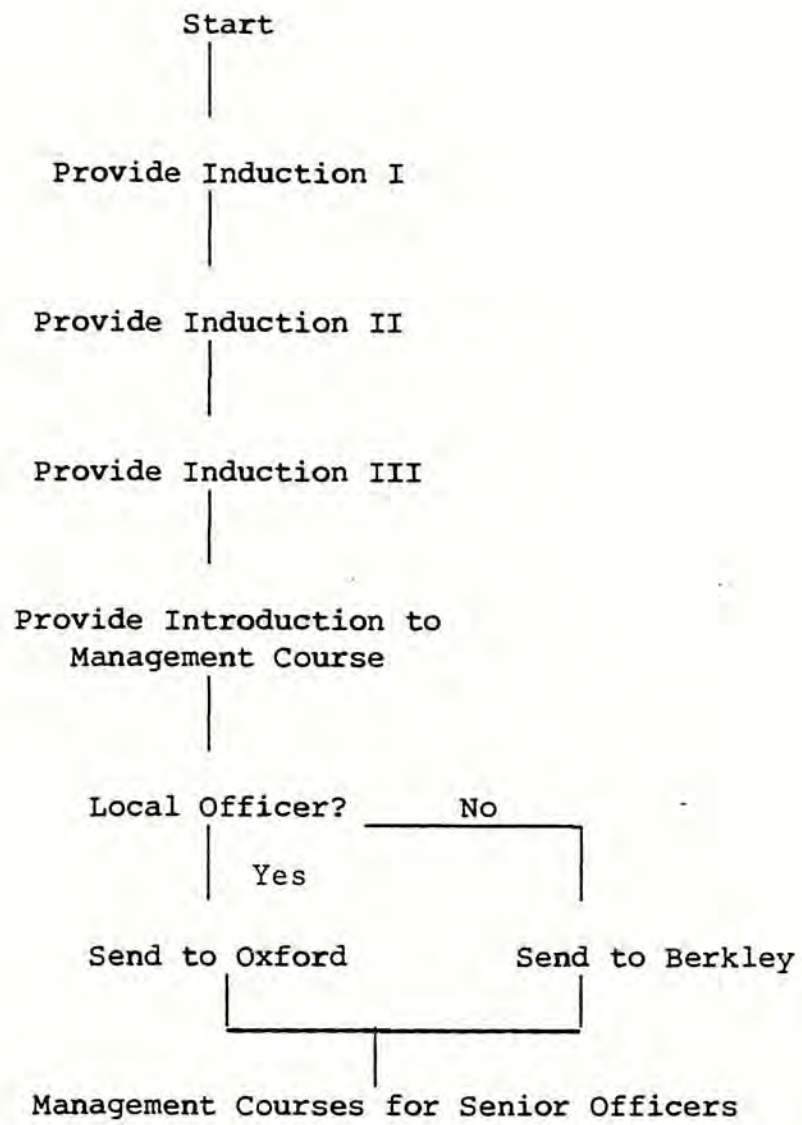 Start
Provide Induction I
Provide Induction II
Provide Induction III
Provide Introduction to
Management Course
Local Officer? No
Yes
Send to Oxford Send to Berkley
Management Courses for Senior Officers